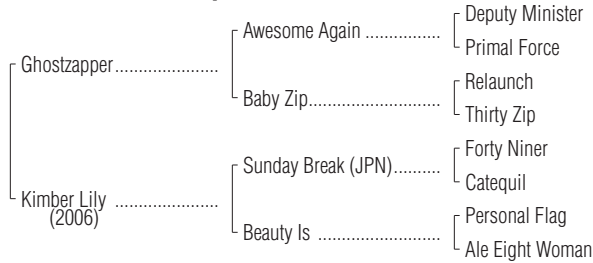 Deputy Minister
Awesome Again ................
Primal Force
Ghostzapper......................
Relaunch
Baby Zip............................
Thirty Zip
Forty Niner
Sunday Break (JPN)..........
Catequil
Kimber Lily ......................
(2006)
Personal Flag
Beauty Is ..........................
Ale Eight Woman